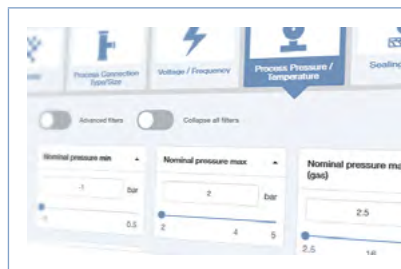 Process Connection
Type/Size
Voltage / Frequency
Process Pressure /
Temperature
Sealing
Advanced filters
Collapse all filters
Nominal pressure min
Nominal pressure max
Nominal pressure ma
(gas)
-1
bar
2
bar
2.5
-1
0.5
2
4
5
2.5
16